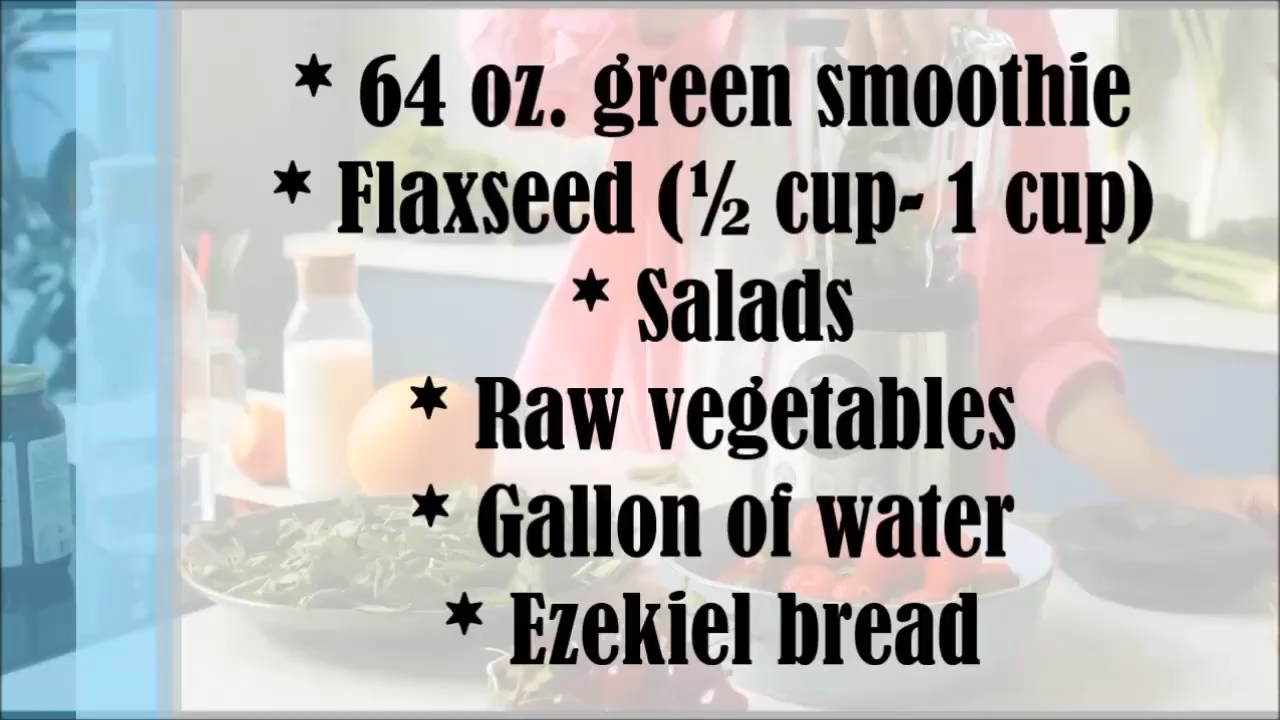 * 64 oz. green smoothie
* Flaxseed (½ cup- 1 cup)
* Salads
* Raw vegetables
* Gallon of water
* Ezekiel bread